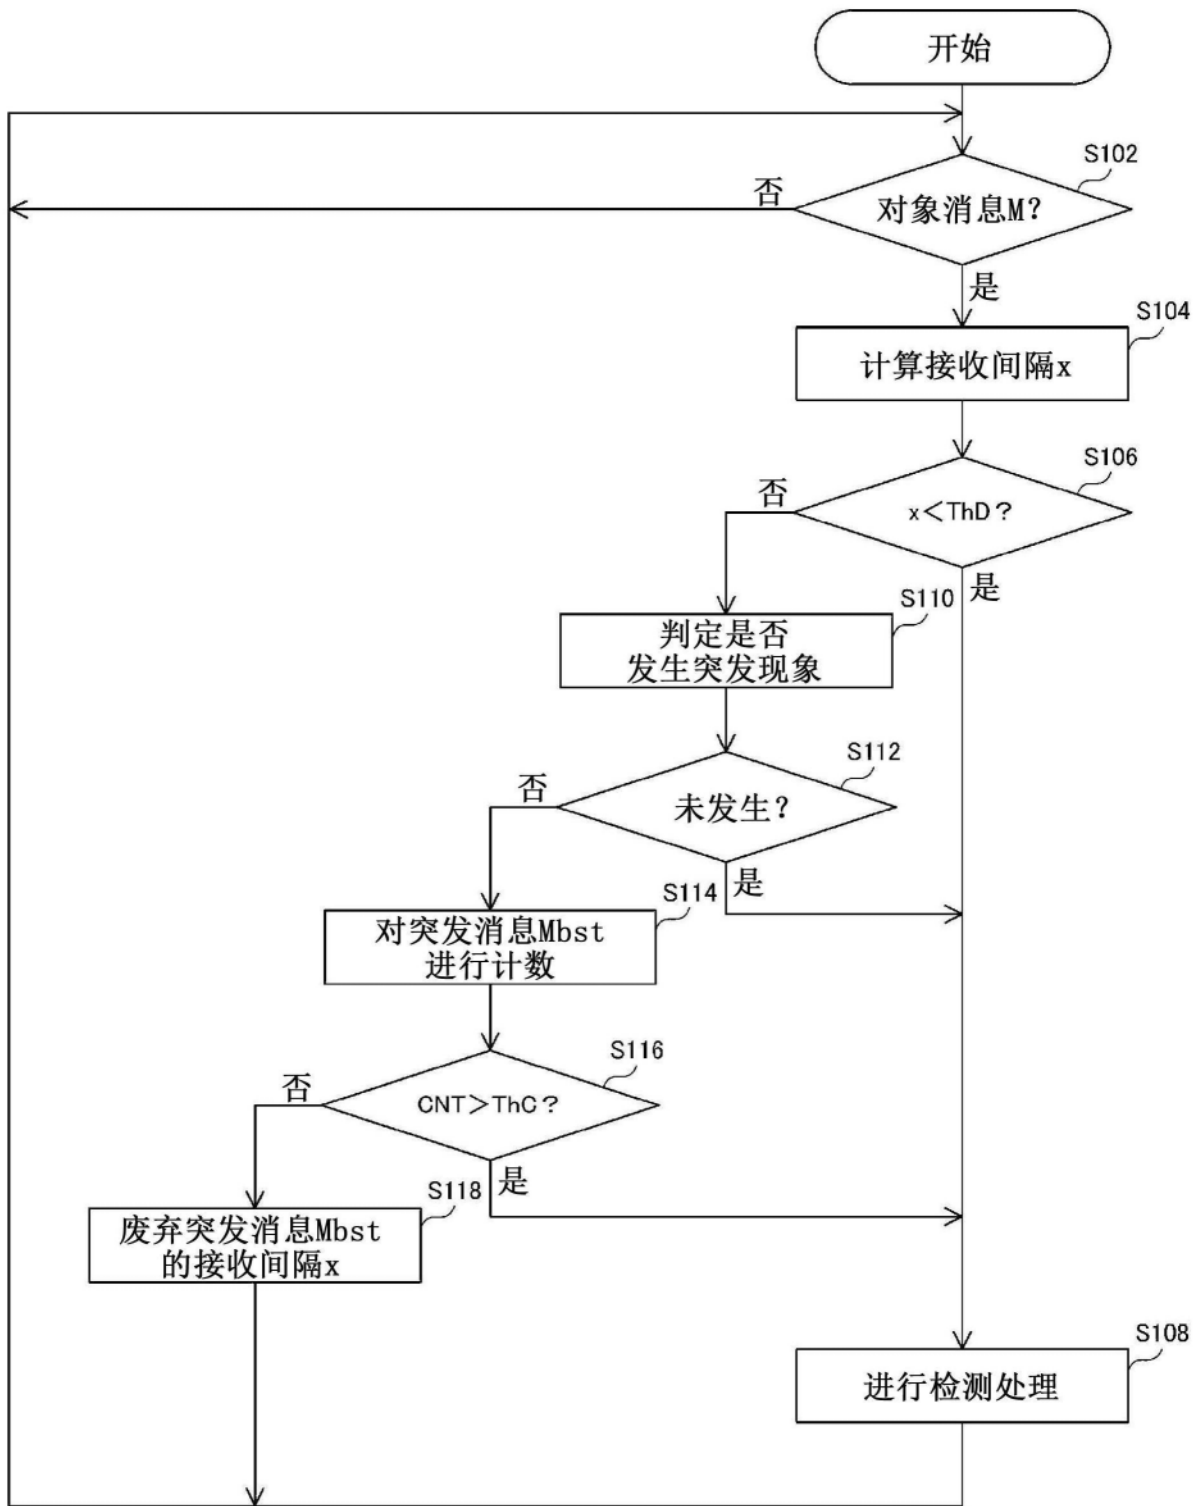 开始
S102
否
对象消息M?
是
S104
计算接收间隔x
S106
否
x＜ThD？
是
S110
判定是否
发生突发现象
S112
否
未发生?
是
S114
对突发消息Mbst
进行计数
S116
否
CNT＞ThC？
是
S118
废弃突发消息Mbst
的接收间隔x
S108
进行检测处理